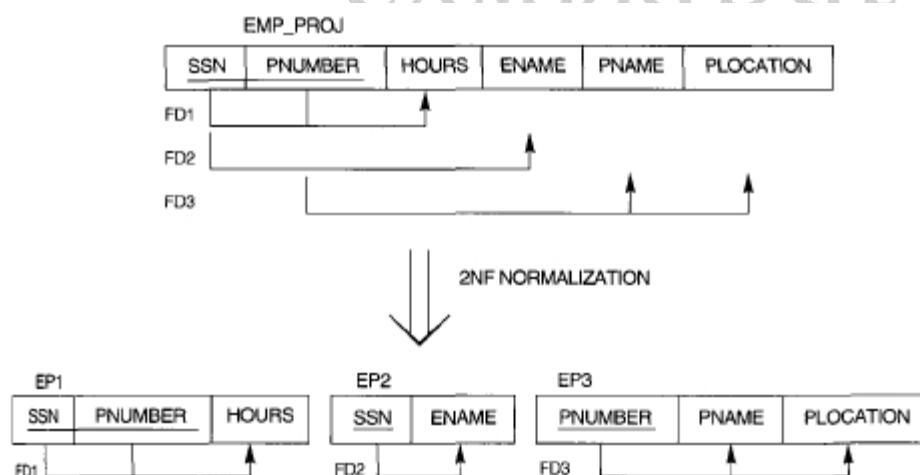 EMP_PROJ
SSN PNUMBER HOURS ENAME PNAME PLOCATION
FD1
FD2
FD3
2NF NORMALIZATION
EP1 EP2 EP3
SSN PNUMBER HOURS SSN ENAME PNUMBER PNAME PLOCATION
FD1 FD2 FD3